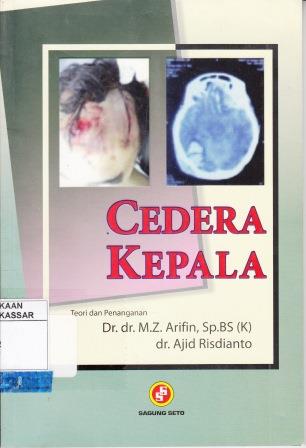 CEDERA
KEPALA
Teori dan Penanganan
Dr. dr. M.Z. Arifin, Sp.BS (K)
dr. Ajid Risdianto
KAAN
KASSAR
SAGUNG SETO